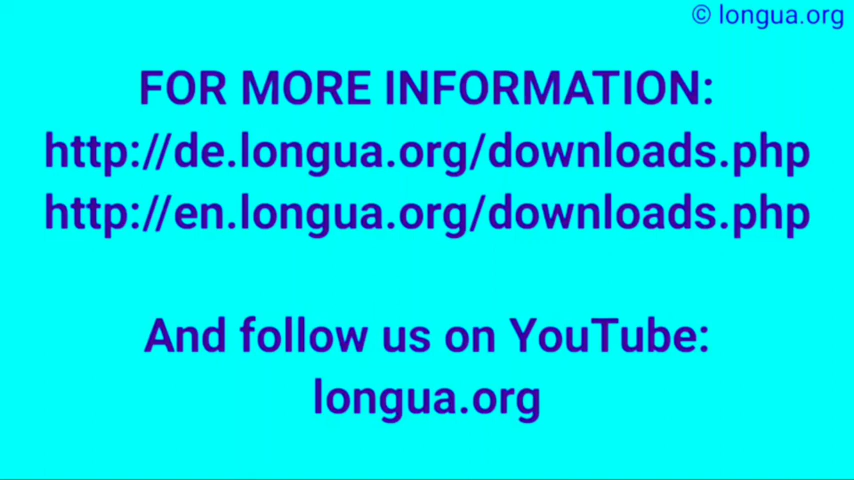 © longua.org
FOR MORE INFORMATION:
http://de.longua.org/downloads.php
http://en.longua.org/downloads.php
And follow us on YouTube:
longua.org